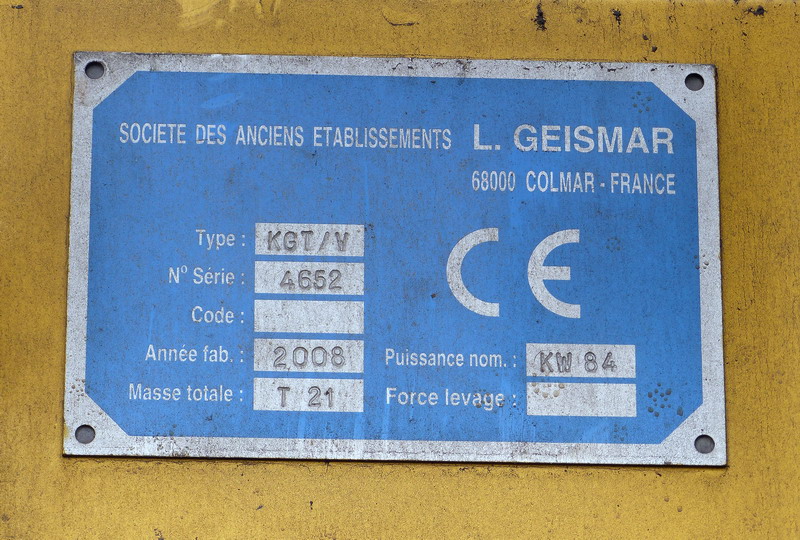 SOCIETE DES ANCIENS ETABLISSEMENTS L. GEISMAR
68000 COLMAR - FRANCE
Type : KGT/V
N° Série : 4652
Code :
Année fab. : 2008
Masse totale : T 21
CE
Puissance nom. : KW 84
Force levage :